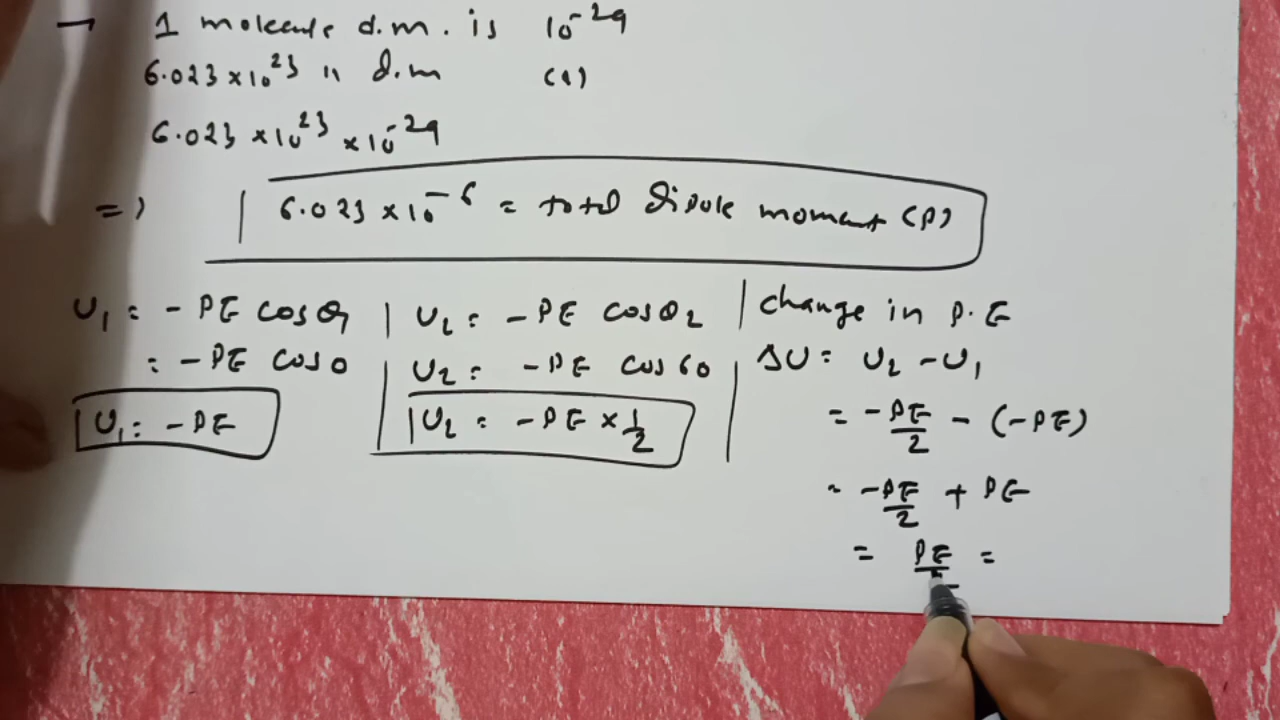 → 1 molecule d.m. is 10^-29
6.023 × 10^23 " d.m (1)
6.023 × 10^23 × 10^-29
=> | 6.023 × 10^-6 = total dipole moment (P)
U1 = - PE cosθ1
= - PE cos 0
U1 = - PE
U2 = - PE cosθ2
U2 = - PE cos 60
U2 = - PE × 1/2
change in P.E
ΔU = U2 - U1
= -PE/2 - (-PE)
= -PE/2 + PE
= PE/2 =